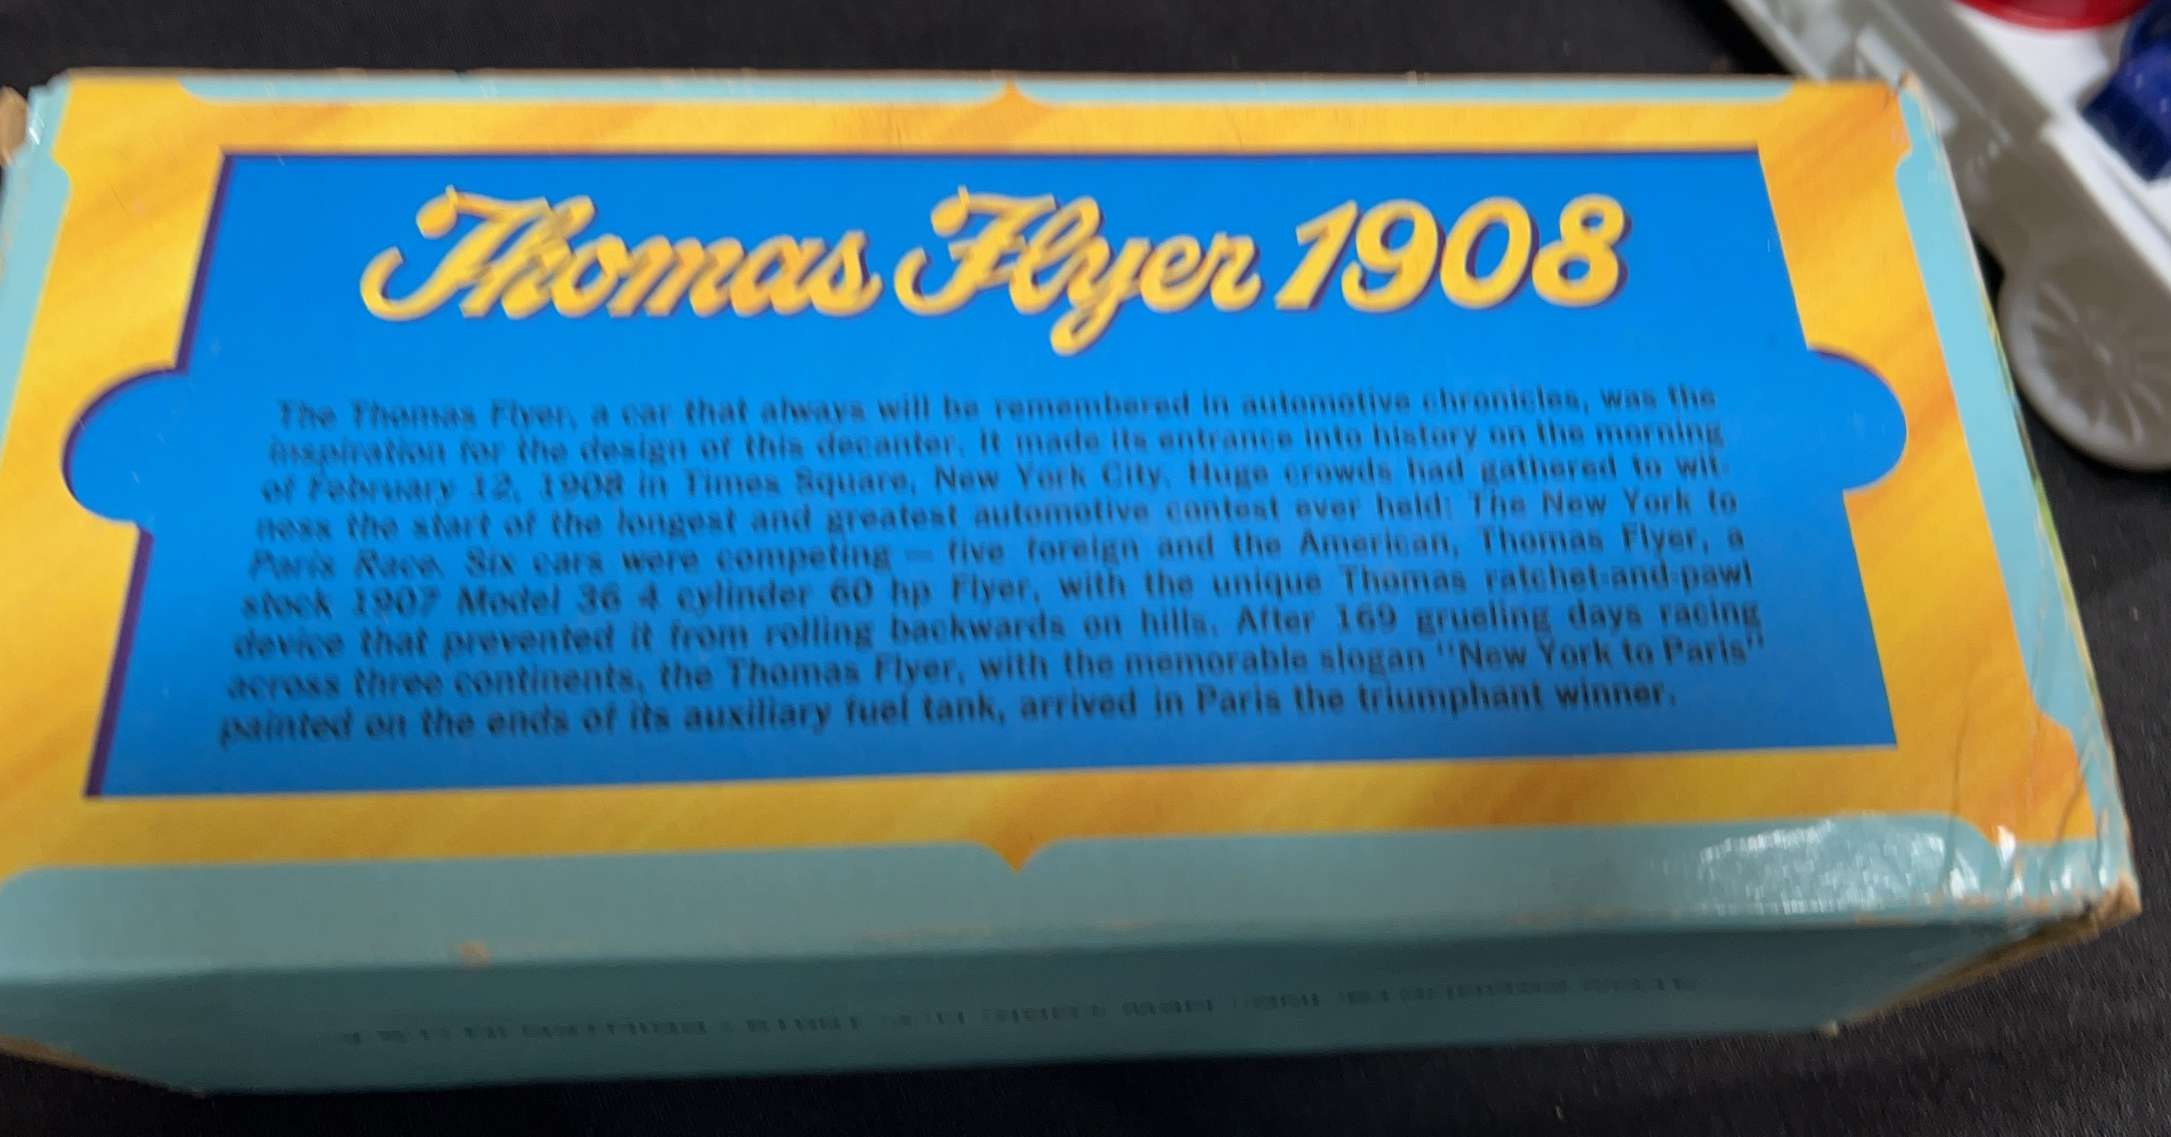 Thomas Flyer 1908
The Thomas Flyer, a car that always will be remembered in automotive chronicles, was the
inspiration for the design of this decanter. It made its entrance into history on the morning
of February 12, 1908 in Times Square, New York City. Huge crowds had gathered to wit-
ness the start of the longest and greatest automotive contest ever held: The New York to
Paris Race. Six cars were competing — five foreign and the American, Thomas Flyer, a
stock 1907 Model 36 4 cylinder 60 hp Flyer, with the unique Thomas ratchet-and-pawl
device that prevented it from rolling backwards on hills. After 169 grueling days racing
across three continents, the Thomas Flyer, with the memorable slogan "New York to Paris"
painted on the ends of its auxiliary fuel tank, arrived in Paris the triumphant winner.